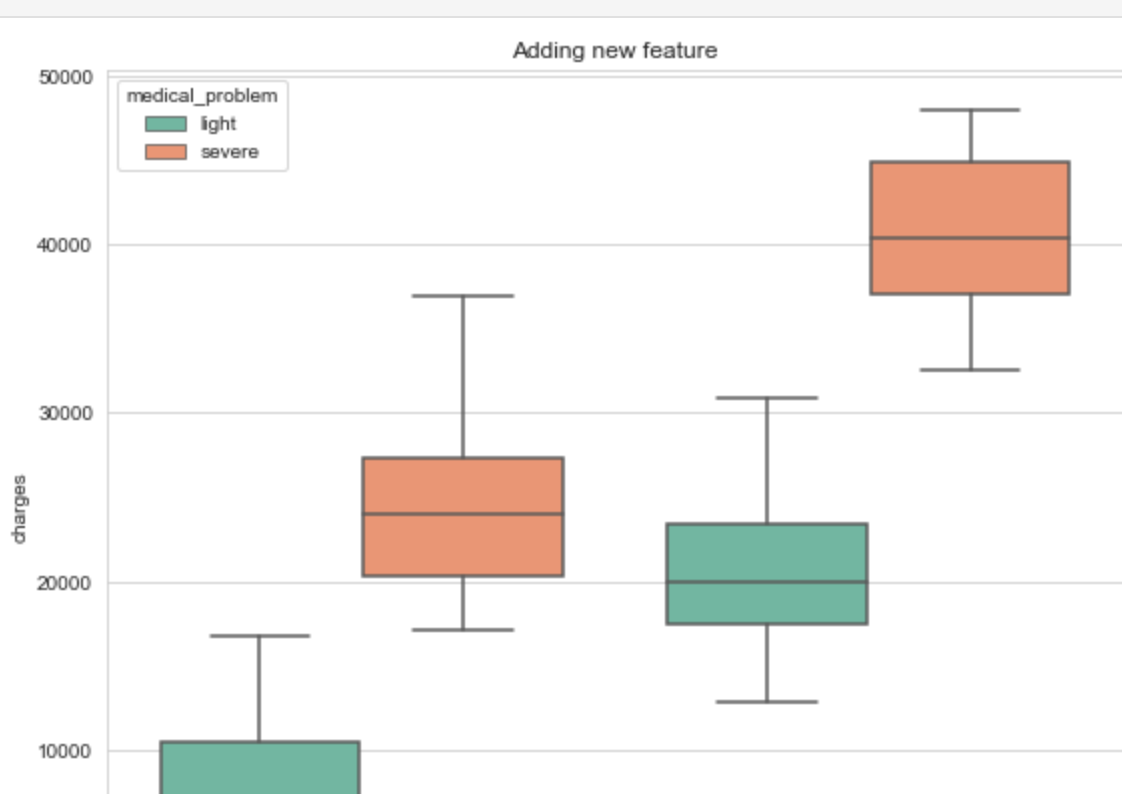 Adding new feature
50000
medical_problem
light
severe
40000
30000
charges
20000
10000